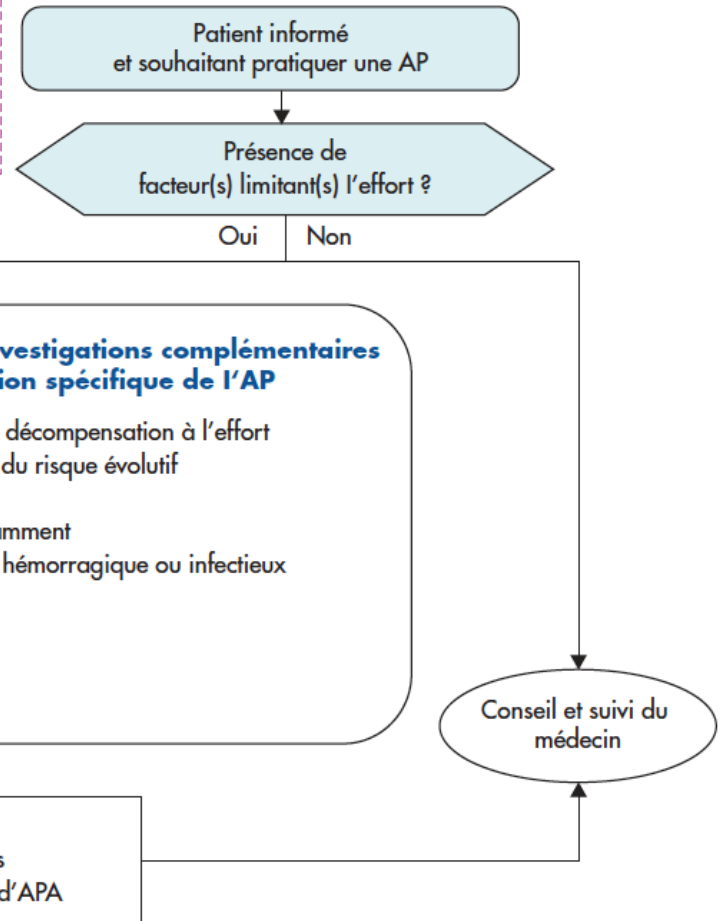 Patient informé
et souhaitant pratiquer une AP
Présence de
facteur(s) limitant(s) l'effort ?
Oui
Non
vestigations complémentaires
ion spécifique de l'AP
décompensation à l'effort
du risque évolutif
mment
hémorragique ou infectieux
Conseil et suivi du
médecin
s
d'APA